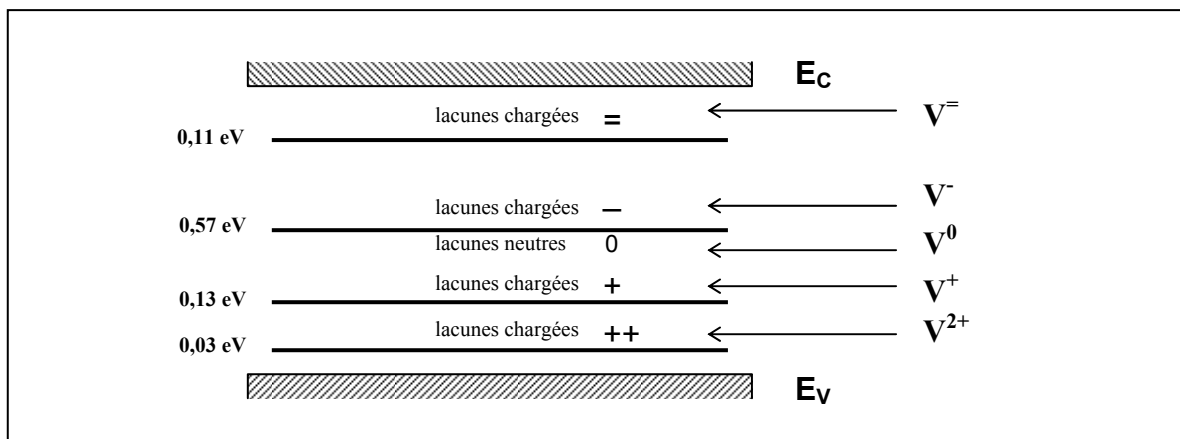 E_C
lacunes chargées = V^=
0,11 eV
lacunes chargées – V^-
0,57 eV
lacunes neutres 0 V^0
lacunes chargées + V^+
0,13 eV
lacunes chargées ++ V^2+
0,03 eV
E_V